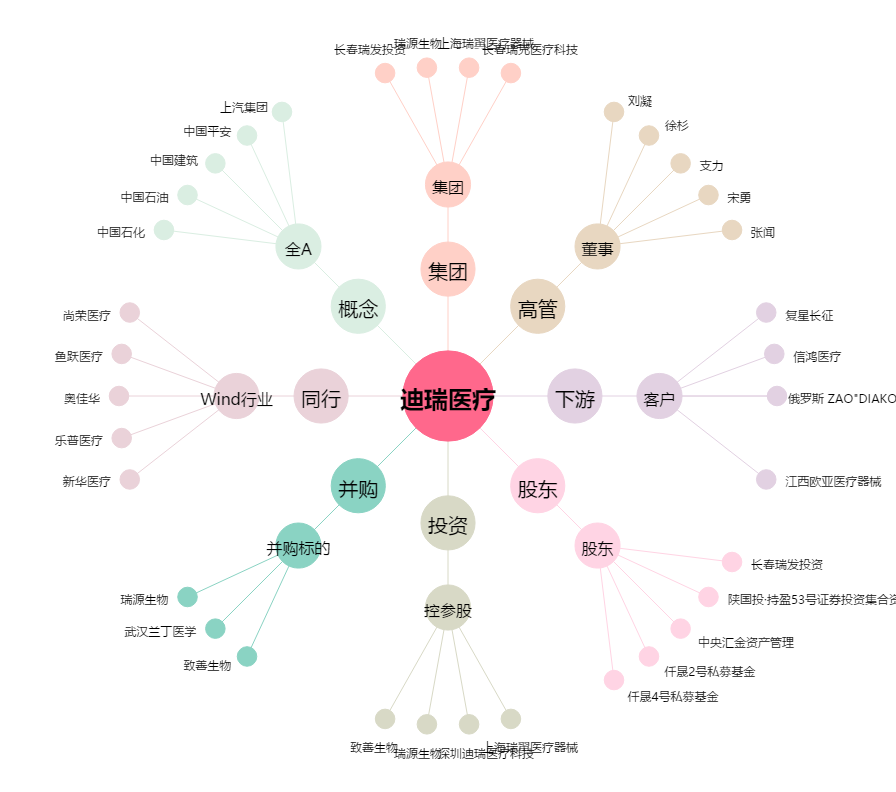 长春瑞发投资
瑞源生物
上海瑞翼医疗器械
长春瑞克医疗科技
集团
集团
刘凝
徐杉
支力
宋勇
张闻
董事
高管
上汽集团
中国平安
中国建筑
中国石油
中国石化
全A
概念
尚荣医疗
鱼跃医疗
奥佳华
乐普医疗
新华医疗
Wind行业
同行
迪瑞医疗
下游
客户
复星长征
信鸿医疗
俄罗斯 ZAO"DIAKO
江西欧亚医疗器械
并购
并购标的
瑞源生物
武汉兰丁医学
致善生物
投资
控参股
致善生物
瑞源生物
深圳迪瑞医疗科技
上海瑞翼医疗器械
股东
股东
长春瑞发投资
陕国投·持盈53号证券投资集合资
中央汇金资产管理
仟晟2号私募基金
仟晟4号私募基金